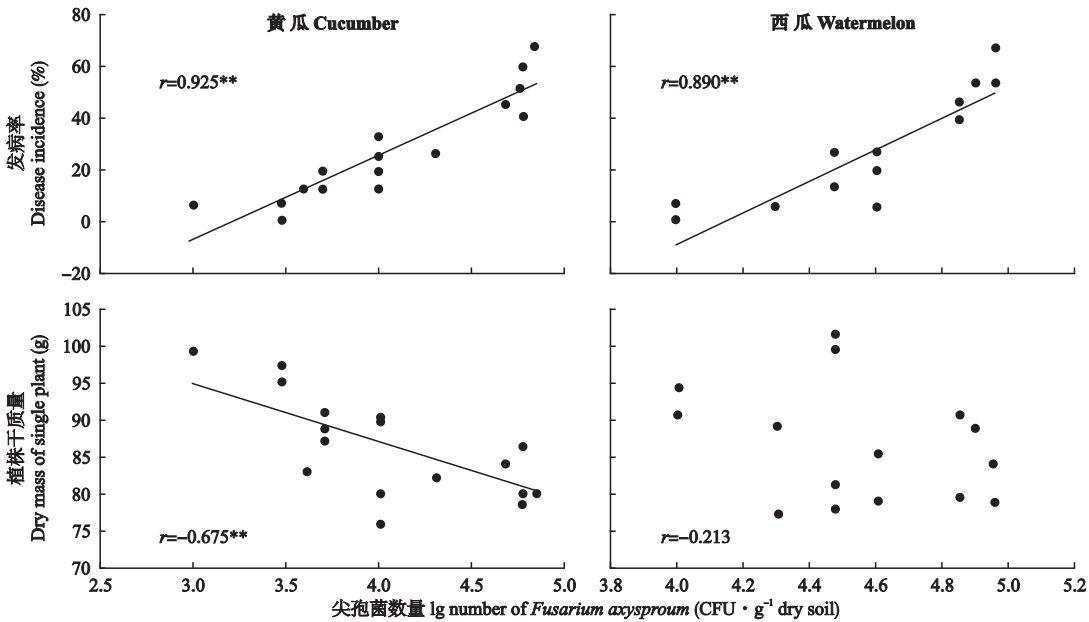 黄瓜 Cucumber
西瓜 Watermelon
80
60
40
20
0
−20
发病率
Disease incidence (%)
r=0.925**
r=0.890**
105
100
95
90
85
80
75
70
植株干质量
Dry mass of single plant (g)
r=−0.675**
r=−0.213
2.5 3.0 3.5 4.0 4.5 5.0
3.8 4.0 4.2 4.4 4.6 4.8 5.0 5.2
尖孢菌数量 lg number of Fusarium axysproum (CFU · g⁻¹ dry soil)